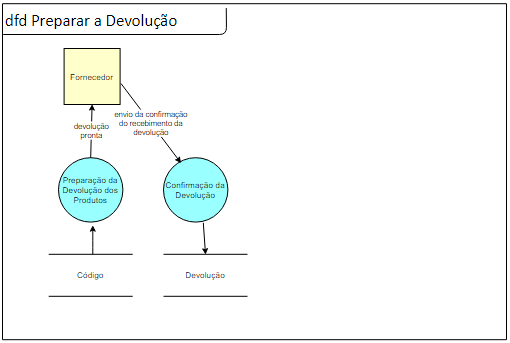 dfd Preparar a Devolução
Fornecedor
envio da confirmação
do recebimento da
devolução
devolução
pronta
Preparação da
Devolução dos
Produtos
Confirmação da
Devolução
Código
Devolução